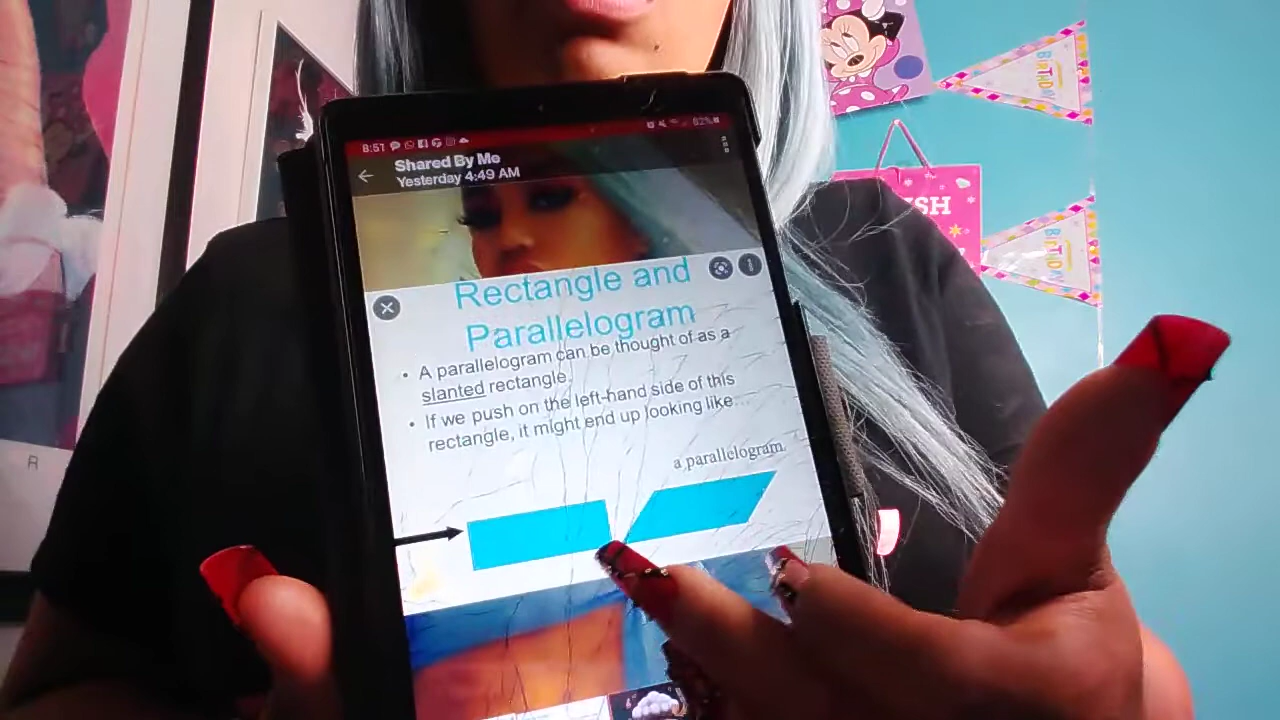 8:51
82%
Shared By Me
Yesterday 4:49 AM
Rectangle and
Parallelogram
• A parallelogram can be thought of as a
slanted rectangle.
• If we push on the left-hand side of this
rectangle, it might end up looking like...
a parallelogram.
BIRTHDAY
ISH
BIRTHDAY
R